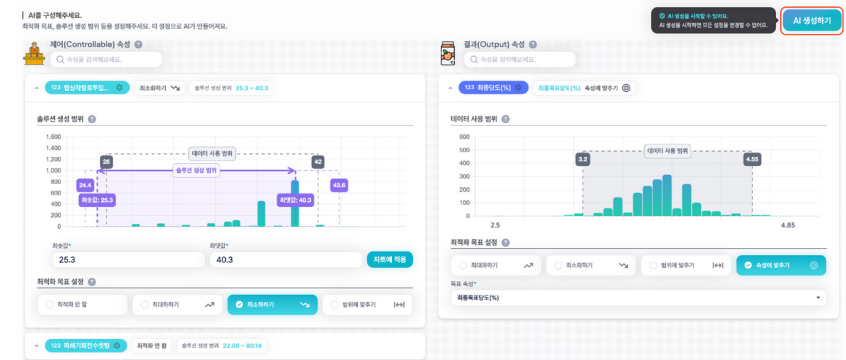 AI를 구성해주세요.
최적화 목표, 솔루션 생성 범위 등을 설정해주세요. 이 설정으로 AI가 만들어져요.
AI 생성을 시작할 수 있어요.
AI 생성을 시작하면 모든 설정을 변경할 수 없어요.
AI 생성하기
제어(Controllable) 속성
속성을 검색해보세요.
결과(Output) 속성
속성을 검색해보세요.
123 열심착함료투입...
최소화하기
솔루션 생성 범위 25.3 ~ 40.3
123 최종당도(%)
최종목표당도(%) 속성에 맞추기
솔루션 생성 범위
1,600
1,400
1,200
1,000
800
600
400
200
0
데이터 사용 범위
26
42
솔루션 생성 범위
24.4
43.6
최솟값: 25.3
최댓값: 40.3
최솟값*
최댓값*
25.3
40.3
차트에 적용
최적화 목표 설정
최적화 안 함
최대화하기
최소화하기
범위에 맞추기
123 파쇄기회전수셋팅
최적화 안 함
솔루션 생성 범위 22.06 ~ 60.14
데이터 사용 범위
600
500
400
300
200
100
0
데이터 사용 범위
3.2
4.55
2.5
4.85
최적화 목표 설정
최대화하기
최소화하기
범위에 맞추기
속성에 맞추기
목표 속성*
최종목표당도(%)